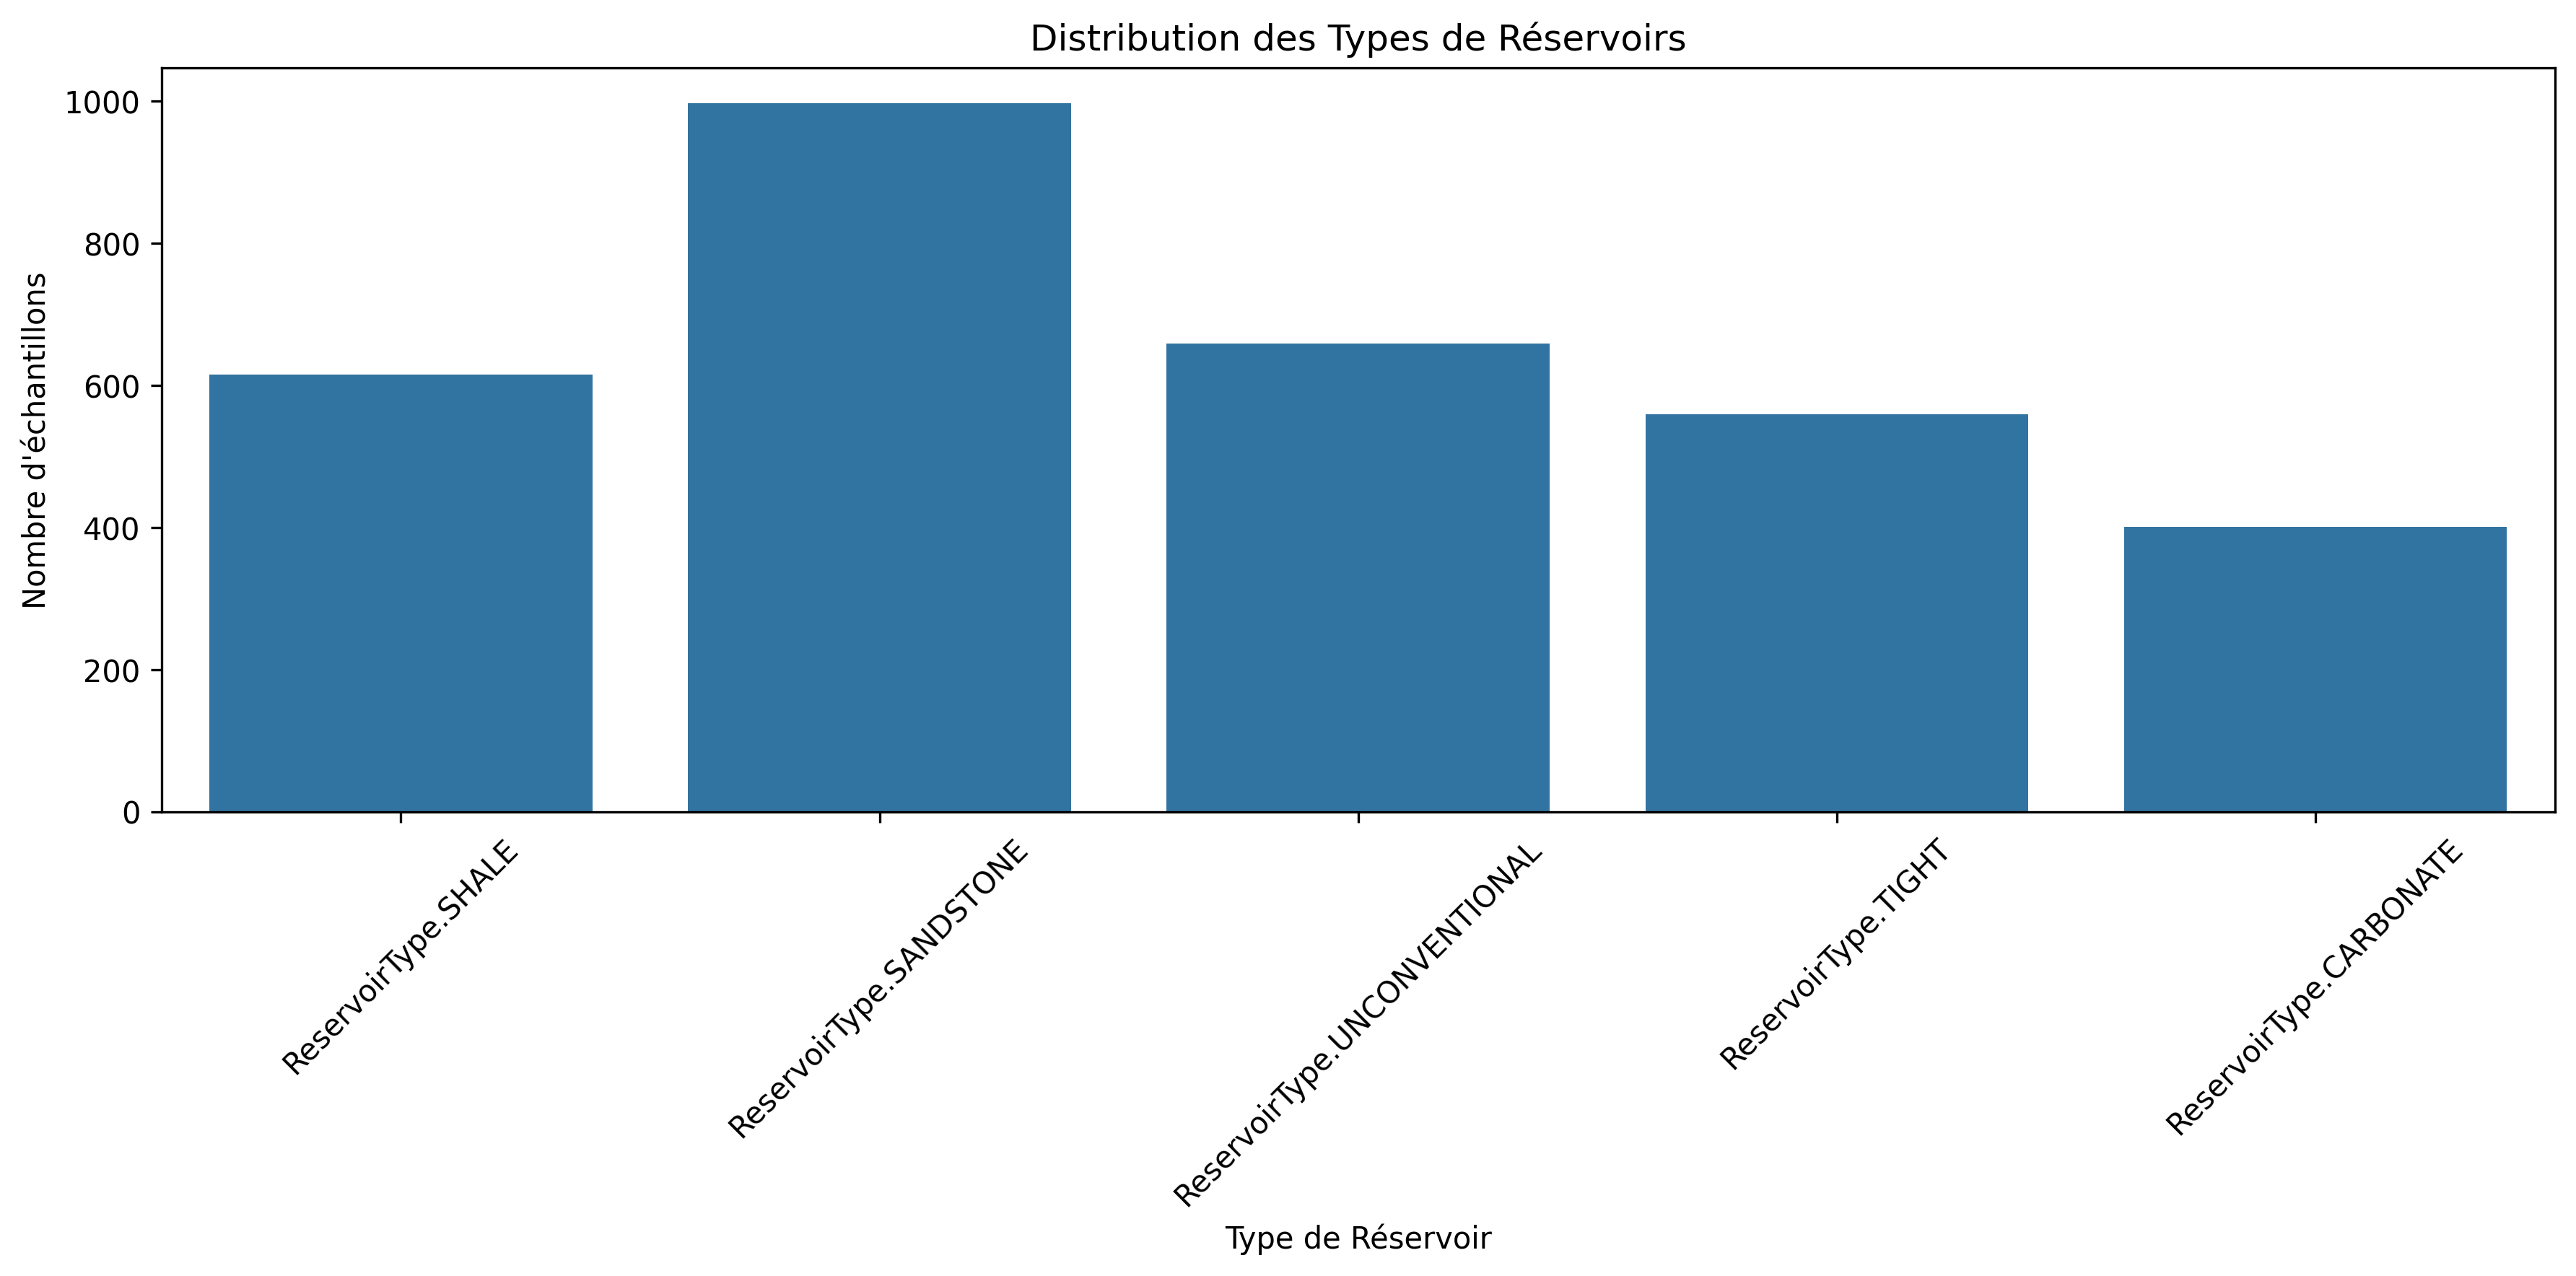 Distribution des Types de Réservoirs
Nombre d'échantillons
1000
800
600
400
200
0
ReservoirType.SHALE
ReservoirType.SANDSTONE
ReservoirType.UNCONVENTIONAL
ReservoirType.TIGHT
ReservoirType.CARBONATE
Type de Réservoir